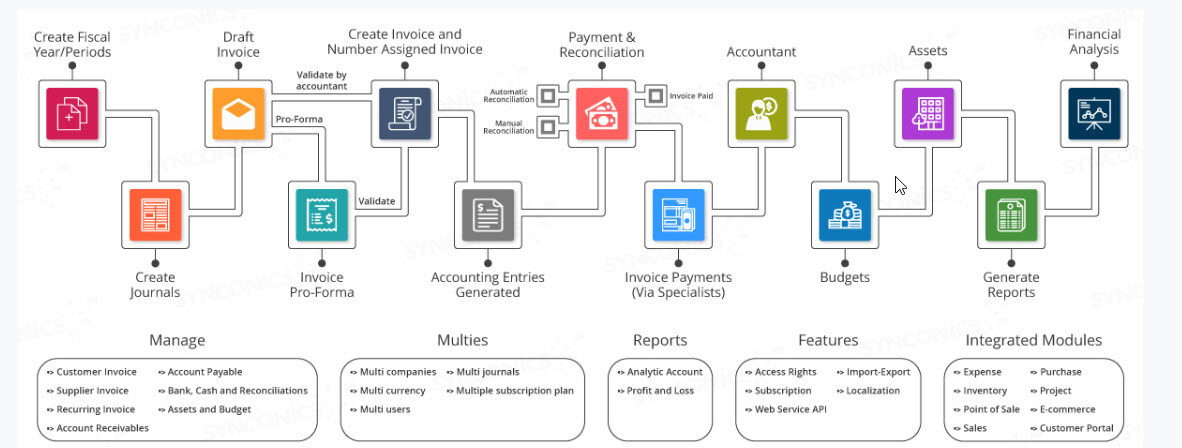 Create Fiscal
Year/Periods
Draft
Invoice
Create Invoice and
Number Assigned Invoice
Payment &
Reconciliation
Accountant
Assets
Financial
Analysis
Validate by
accountant
Pro-Forma
Validate
Automatic
Reconciliation
Manual
Reconciliation
Invoice Paid
$
Create
Journals
Invoice
Pro-Forma
Accounting Entries
Generated
Invoice Payments
(Via Specialists)
Budgets
Generate
Reports
Manage
Customer Invoice
Supplier Invoice
Recurring Invoice
Account Receivables
Account Payable
Bank, Cash and Reconciliations
Assets and Budget
Multies
Multi companies
Multi currency
Multi users
Multi journals
Multiple subscription plan
Reports
Analytic Account
Profit and Loss
Features
Access Rights
Subscription
Web Service API
Import-Export
Localization
Integrated Modules
Expense
Inventory
Point of Sale
Sales
Purchase
Project
E-commerce
Customer Portal
SYNCONICS